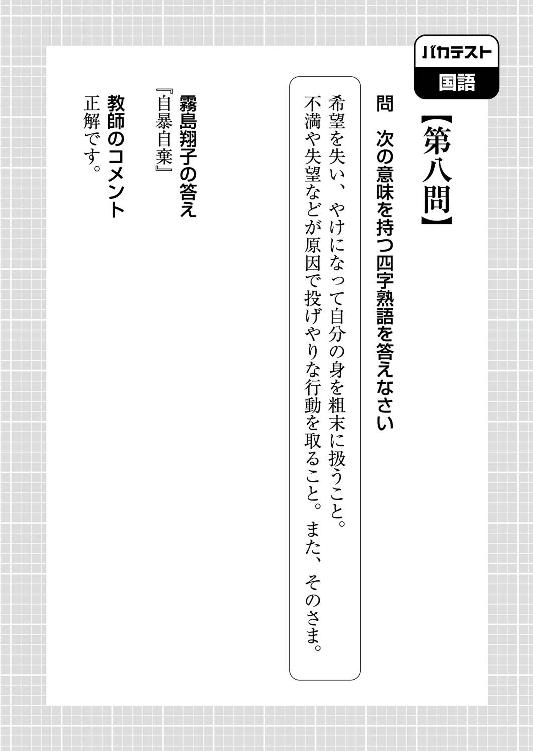 バカテスト
国語
【第八問】
問　次の意味を持つ四字熟語を答えなさい
希望を失い、やけになって自分の身を粗末に扱うこと。
不満や失望などが原因で投げやりな行動を取ること。また、そのさま。
霧島翔子の答え
『自暴自棄』
教師のコメント
正解です。